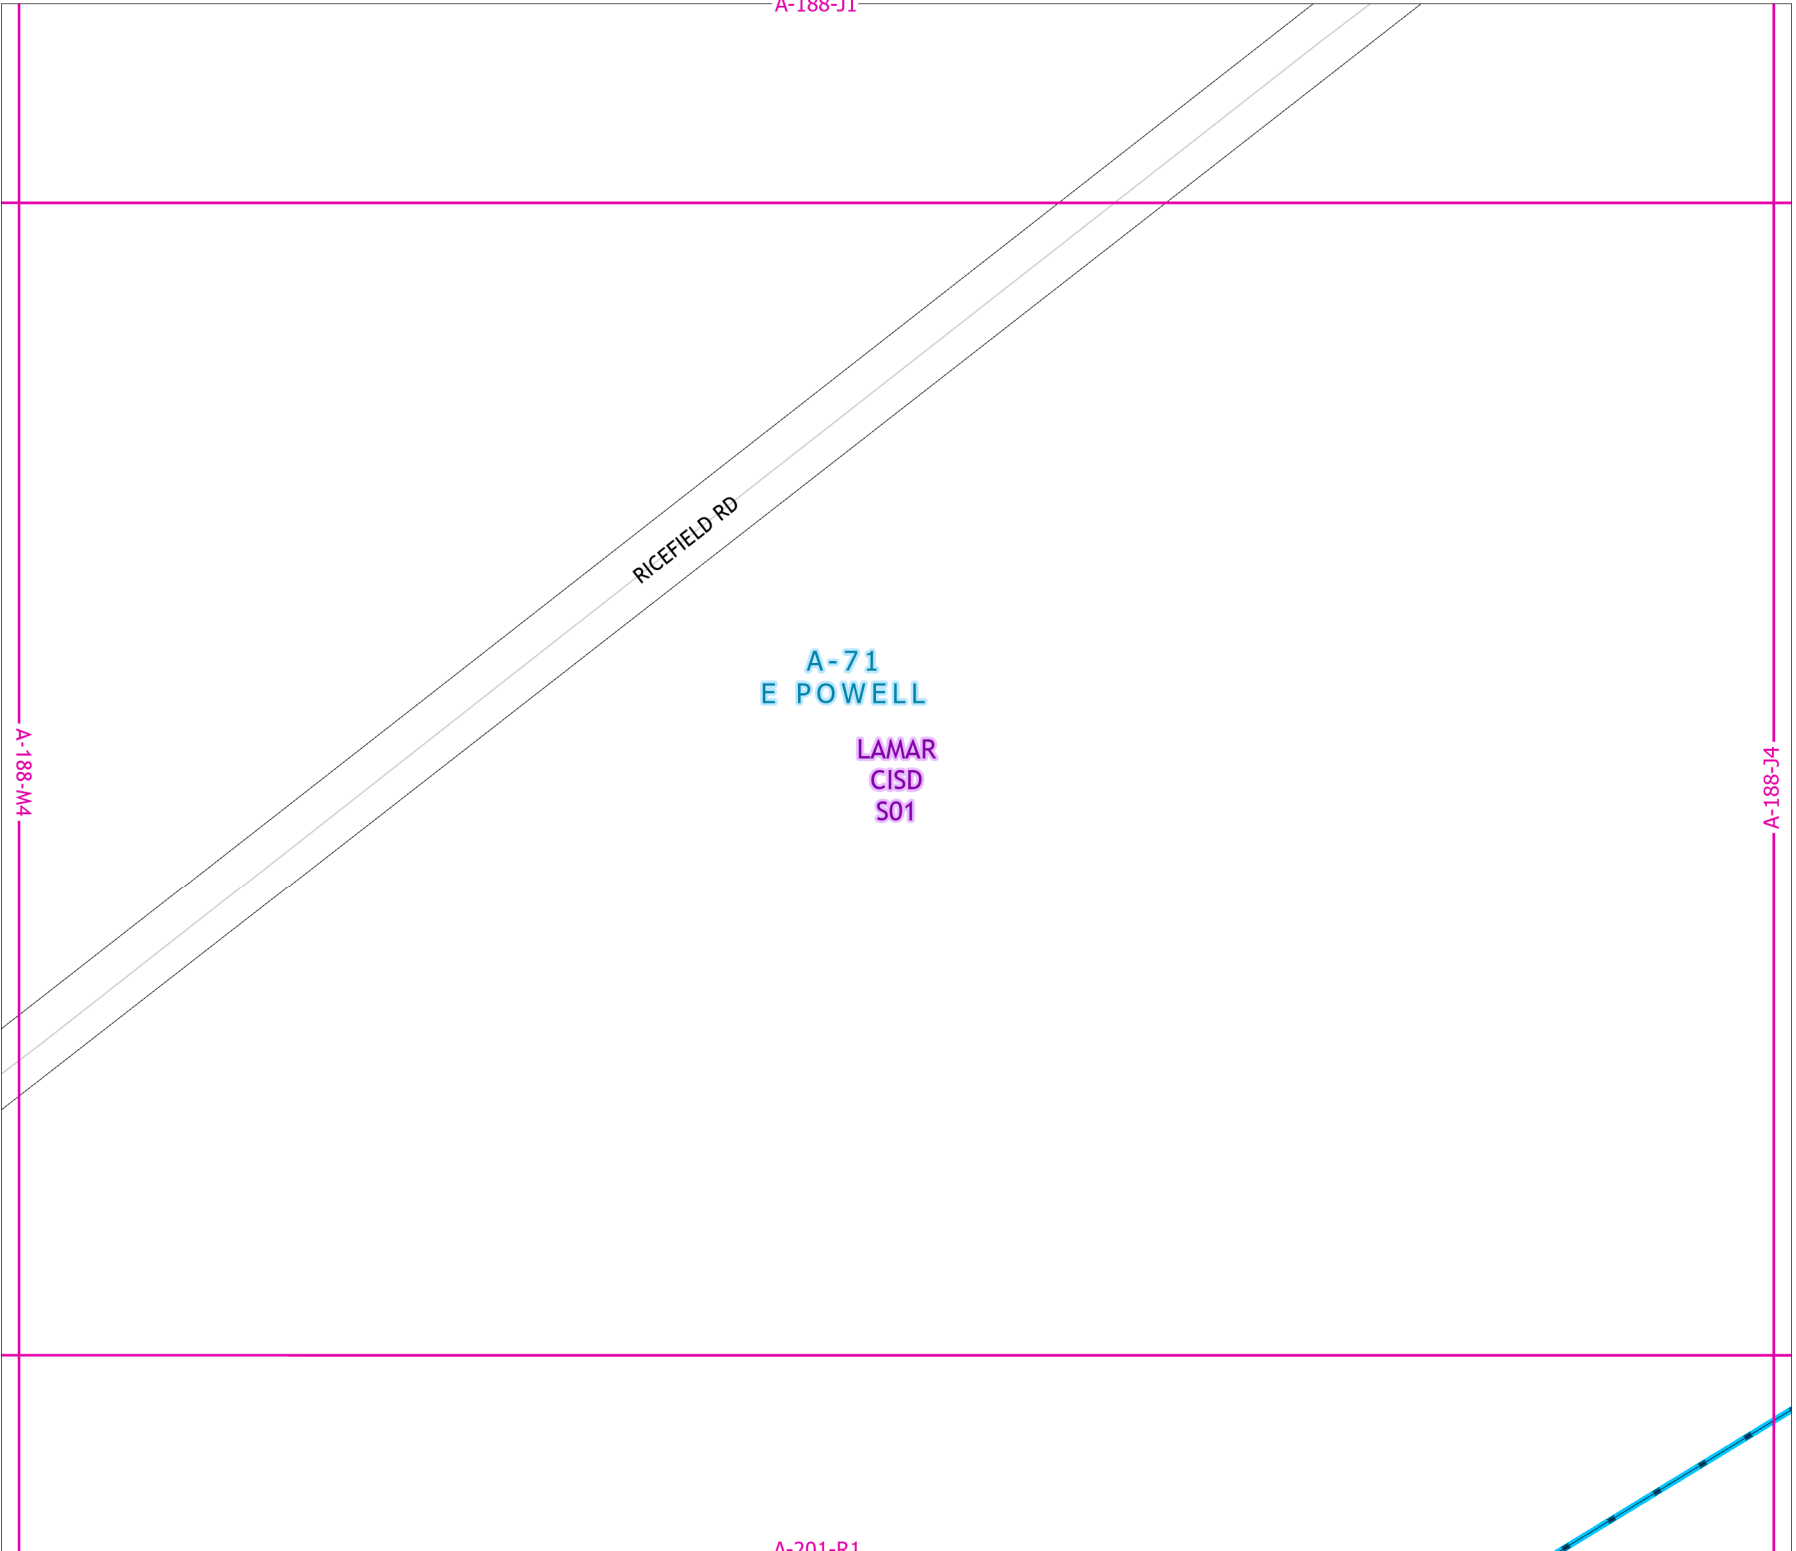 A-188-J1
RICEFIELD RD
A-71
E POWELL
LAMAR
CISD
S01
A-188-M4
A-188-J4
A-201-R1